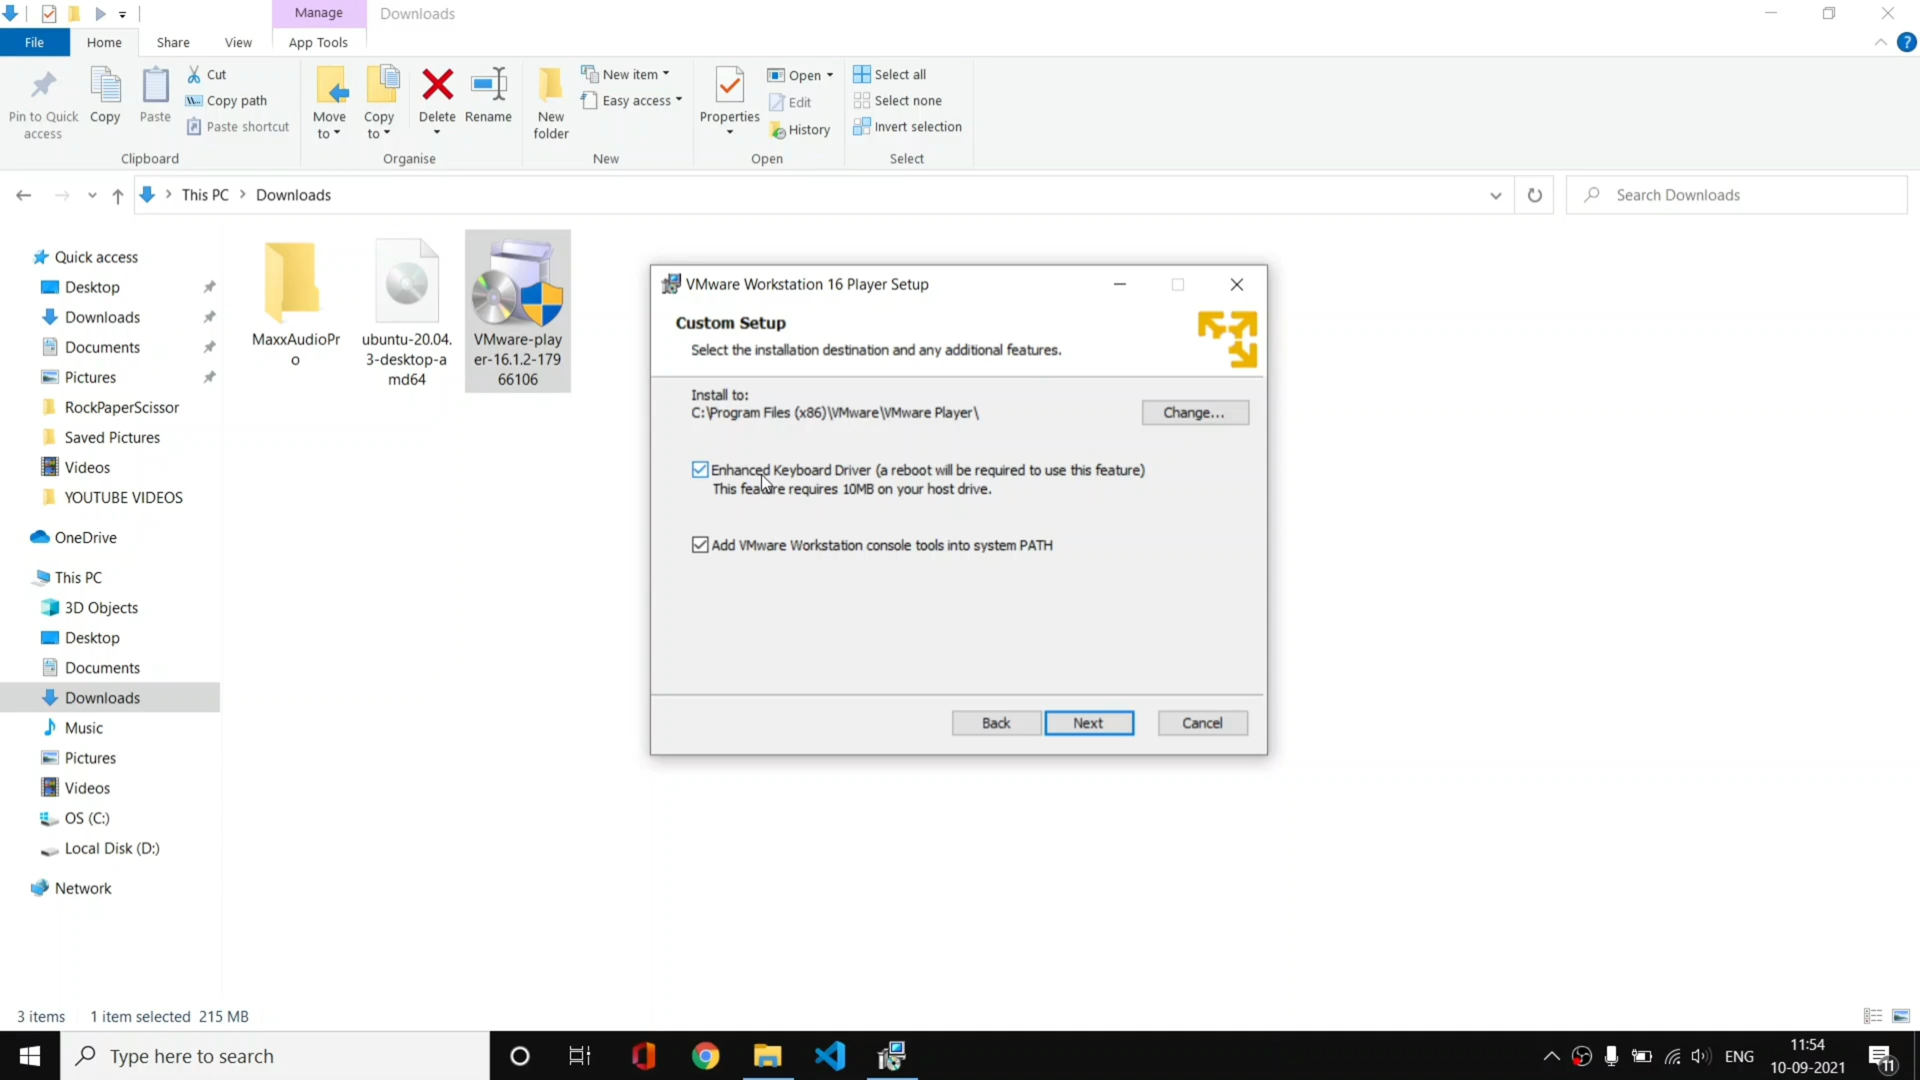 Manage
Downloads
File
Home
Share
View
App Tools
Pin to Quick
access
Copy
Paste
Cut
Copy path
Paste shortcut
Clipboard
Move
to
Copy
to
Delete
Rename
Organise
New
folder
New item
Easy access
New
Properties
Open
Edit
History
Open
Select all
Select none
Invert selection
Select
This PC
Downloads
Search Downloads
Quick access
Desktop
Downloads
Documents
Pictures
RockPaperScissor
Saved Pictures
Videos
YOUTUBE VIDEOS
OneDrive
This PC
3D Objects
Desktop
Documents
Downloads
Music
Pictures
Videos
OS (C:)
Local Disk (D:)
Network
MaxxAudioPr
o
ubuntu-20.04.
3-desktop-a
md64
VMware-play
er-16.1.2-179
66106
VMware Workstation 16 Player Setup
Custom Setup
Select the installation destination and any additional features.
Install to:
C:\Program Files (x86)\VMware\VMware Player\
Change...
Enhanced Keyboard Driver (a reboot will be required to use this feature)
This feature requires 10MB on your host drive.
Add VMware Workstation console tools into system PATH
Back
Next
Cancel
3 items
1 item selected 215 MB
Type here to search
ENG
11:54
10-09-2021
11